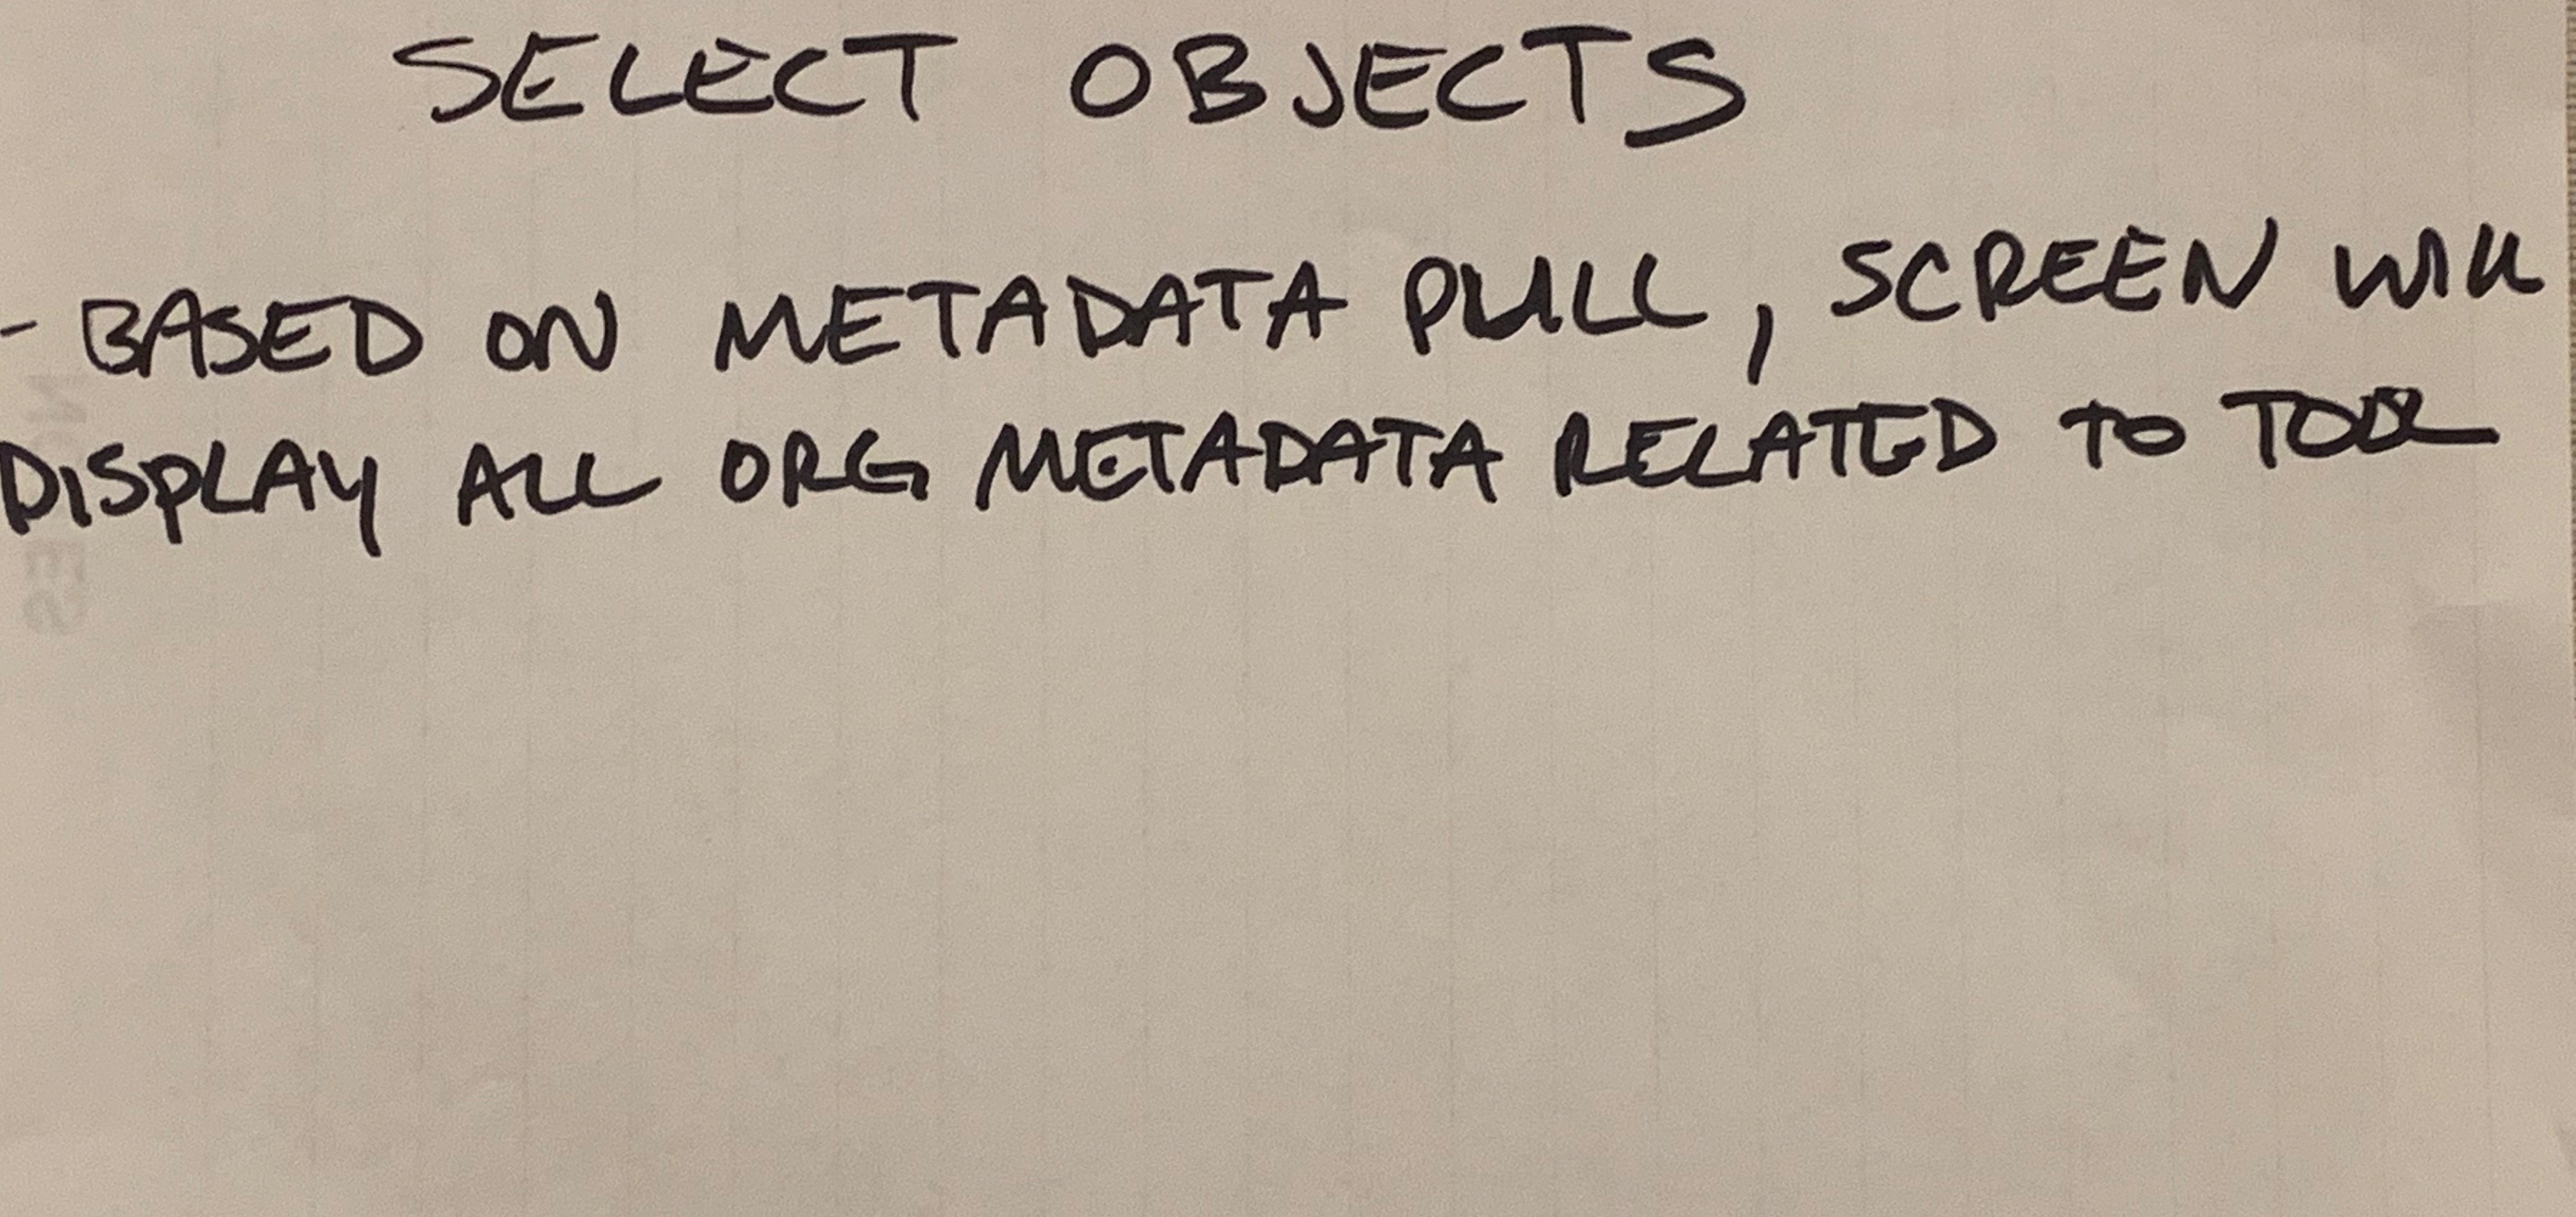 SELECT OBJECTS
- BASED ON METADATA PULL, SCREEN WILL
DISPLAY ALL ORG METADATA RELATED TO TOOL